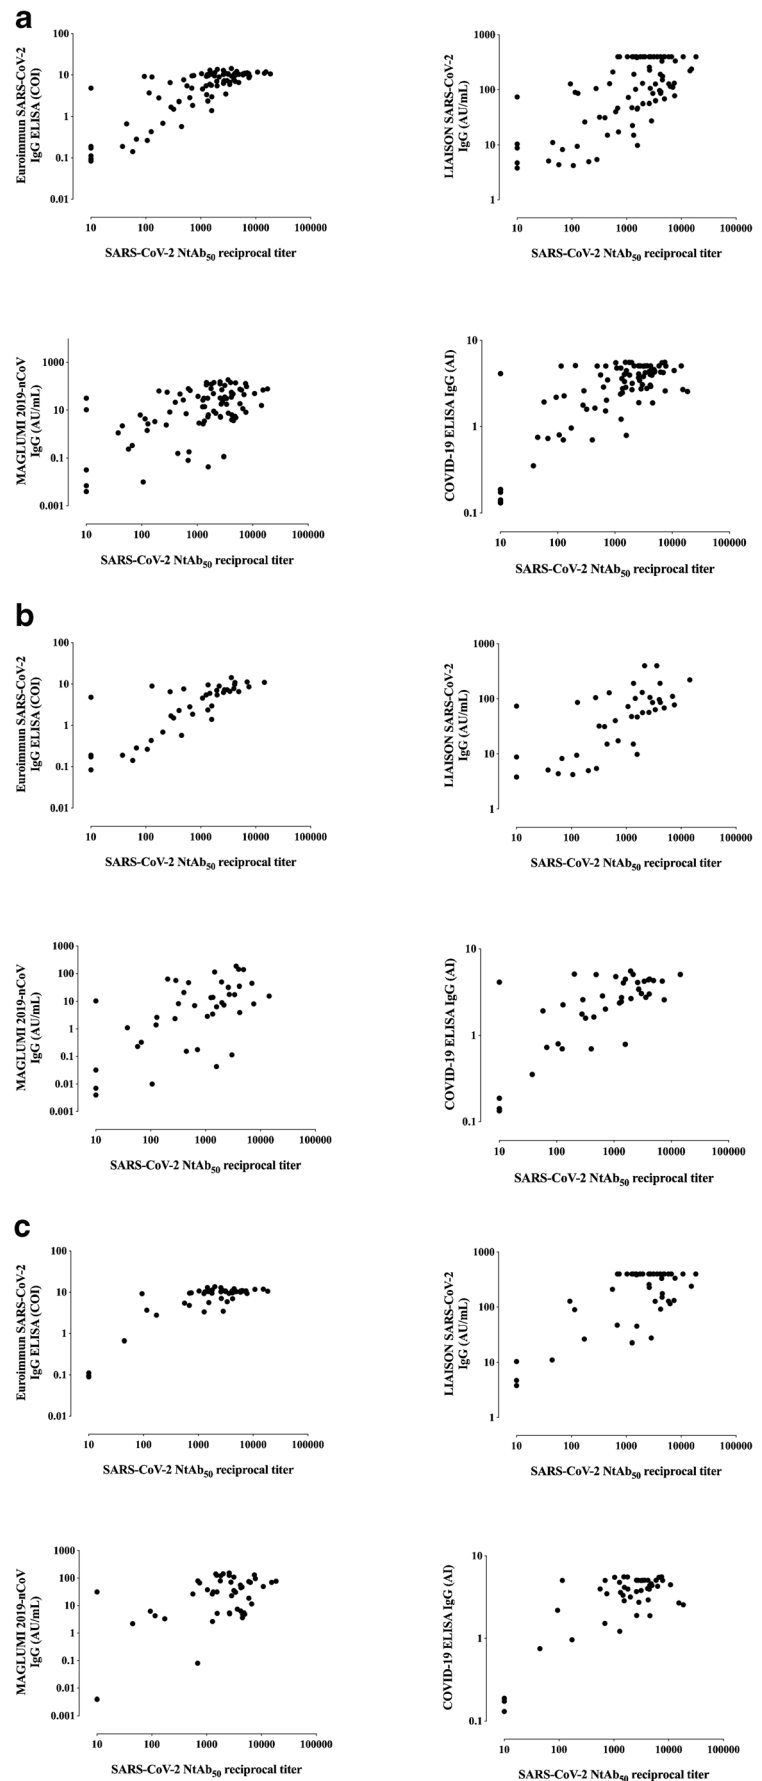 a
100
10
1
0.1
0.01
Euroimmun SARS-CoV-2
IgG ELISA (COI)
10 100 1000 10000 100000
SARS-CoV-2 NtAb50 reciprocal titer
1000
100
10
1
LIAISON SARS-CoV-2
IgG (AU/mL)
10 100 1000 10000 100000
SARS-CoV-2 NtAb50 reciprocal titer
1000
10
0.1
0.001
MAGLUMI 2019-nCoV
IgG (AU/mL)
10 100 1000 10000 100000
SARS-CoV-2 NtAb50 reciprocal titer
10
1
0.1
COVID-19 ELISA IgG (AI)
10 100 1000 10000 100000
SARS-CoV-2 NtAb50 reciprocal titer
b
100
10
1
0.1
0.01
Euroimmun SARS-CoV-2
IgG ELISA (COI)
10 100 1000 10000 100000
SARS-CoV-2 NtAb50 reciprocal titer
1000
100
10
1
LIAISON SARS-CoV-2
IgG (AU/mL)
10 100 1000 10000 100000
SARS-CoV-2 NtAb50 reciprocal titer
1000
100
10
1
0.1
0.01
0.001
MAGLUMI 2019-nCoV
IgG (AU/mL)
10 100 1000 10000 100000
SARS-CoV-2 NtAb50 reciprocal titer
10
1
0.1
COVID-19 ELISA IgG (AI)
10 100 1000 10000 100000
SARS-CoV-2 NtAb50 reciprocal titer
c
100
10
1
0.1
0.01
Euroimmun SARS-CoV-2
IgG ELISA (COI)
10 100 1000 10000 100000
SARS-CoV-2 NtAb50 reciprocal titer
1000
100
10
1
LIAISON SARS-CoV-2
IgG (AU/mL)
10 100 1000 10000 100000
SARS-CoV-2 NtAb50 reciprocal titer
1000
100
10
1
0.1
0.01
0.001
MAGLUMI 2019-nCoV
IgG (AU/mL)
10 100 1000 10000 100000
SARS-CoV-2 NtAb50 reciprocal titer
10
1
0.1
COVID-19 ELISA IgG (AI)
10 100 1000 10000 100000
SARS-CoV-2 NtAb50 reciprocal titer